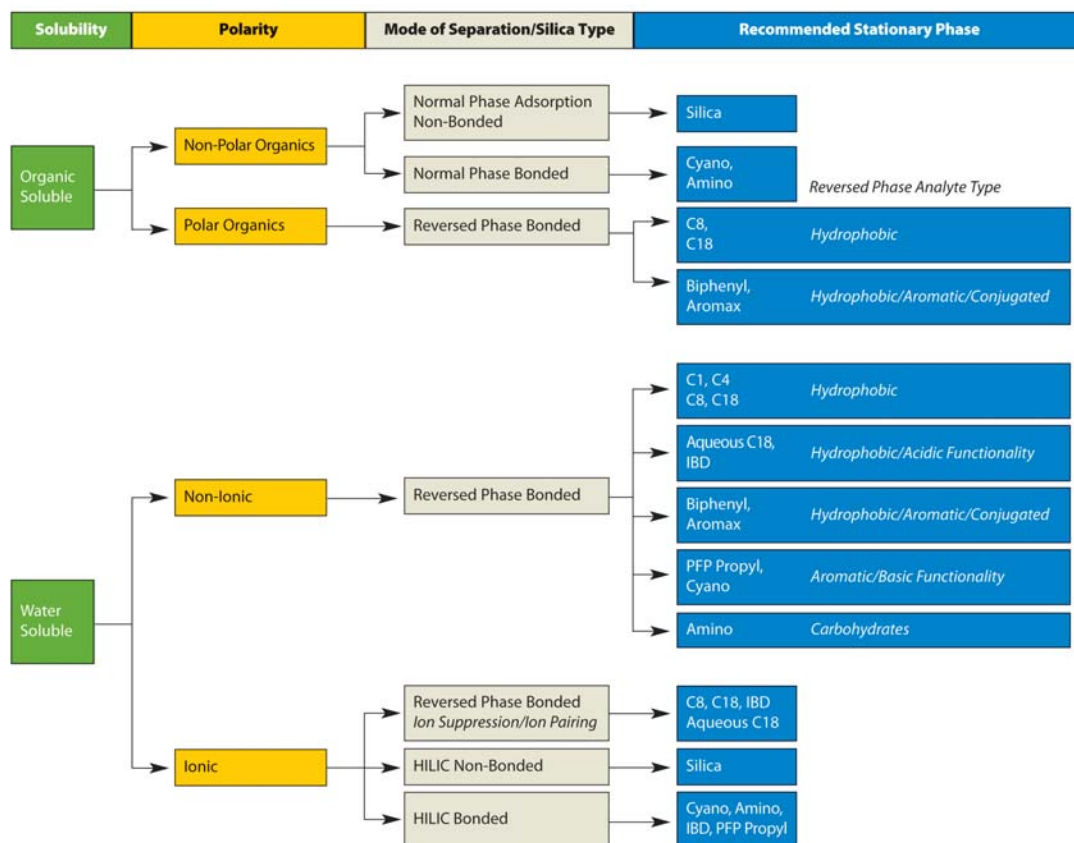 Solubility
Polarity
Mode of Separation/Silica Type
Recommended Stationary Phase
Organic
Soluble
Non-Polar Organics
Normal Phase Adsorption
Non-Bonded
Silica
Normal Phase Bonded
Cyano,
Amino
Reversed Phase Analyte Type
Polar Organics
Reversed Phase Bonded
C8,
C18
Hydrophobic
Biphenyl,
Aromax
Hydrophobic/Aromatic/Conjugated
Water
Soluble
Non-Ionic
Reversed Phase Bonded
C1, C4
C8, C18
Hydrophobic
Aqueous C18,
IBD
Hydrophobic/Acidic Functionality
Biphenyl,
Aromax
Hydrophobic/Aromatic/Conjugated
PFP Propyl,
Cyano
Aromatic/Basic Functionality
Amino
Carbohydrates
Ionic
Reversed Phase Bonded
Ion Suppression/Ion Pairing
C8, C18, IBD
Aqueous C18
HILIC Non-Bonded
Silica
HILIC Bonded
Cyano, Amino,
IBD, PFP Propyl